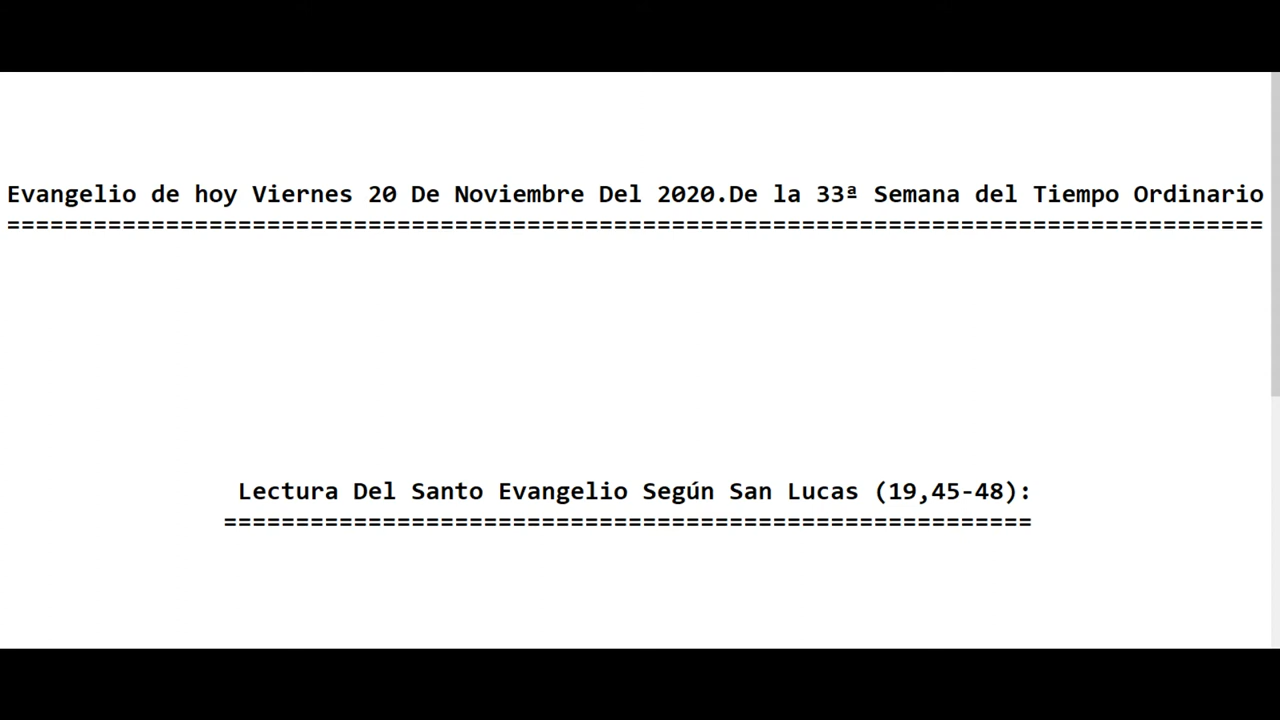 Evangelio de hoy Viernes 20 De Noviembre Del 2020.De la 33ª Semana del Tiempo Ordinario
=======================================================================================
Lectura Del Santo Evangelio Según San Lucas (19,45-48):
========================================================